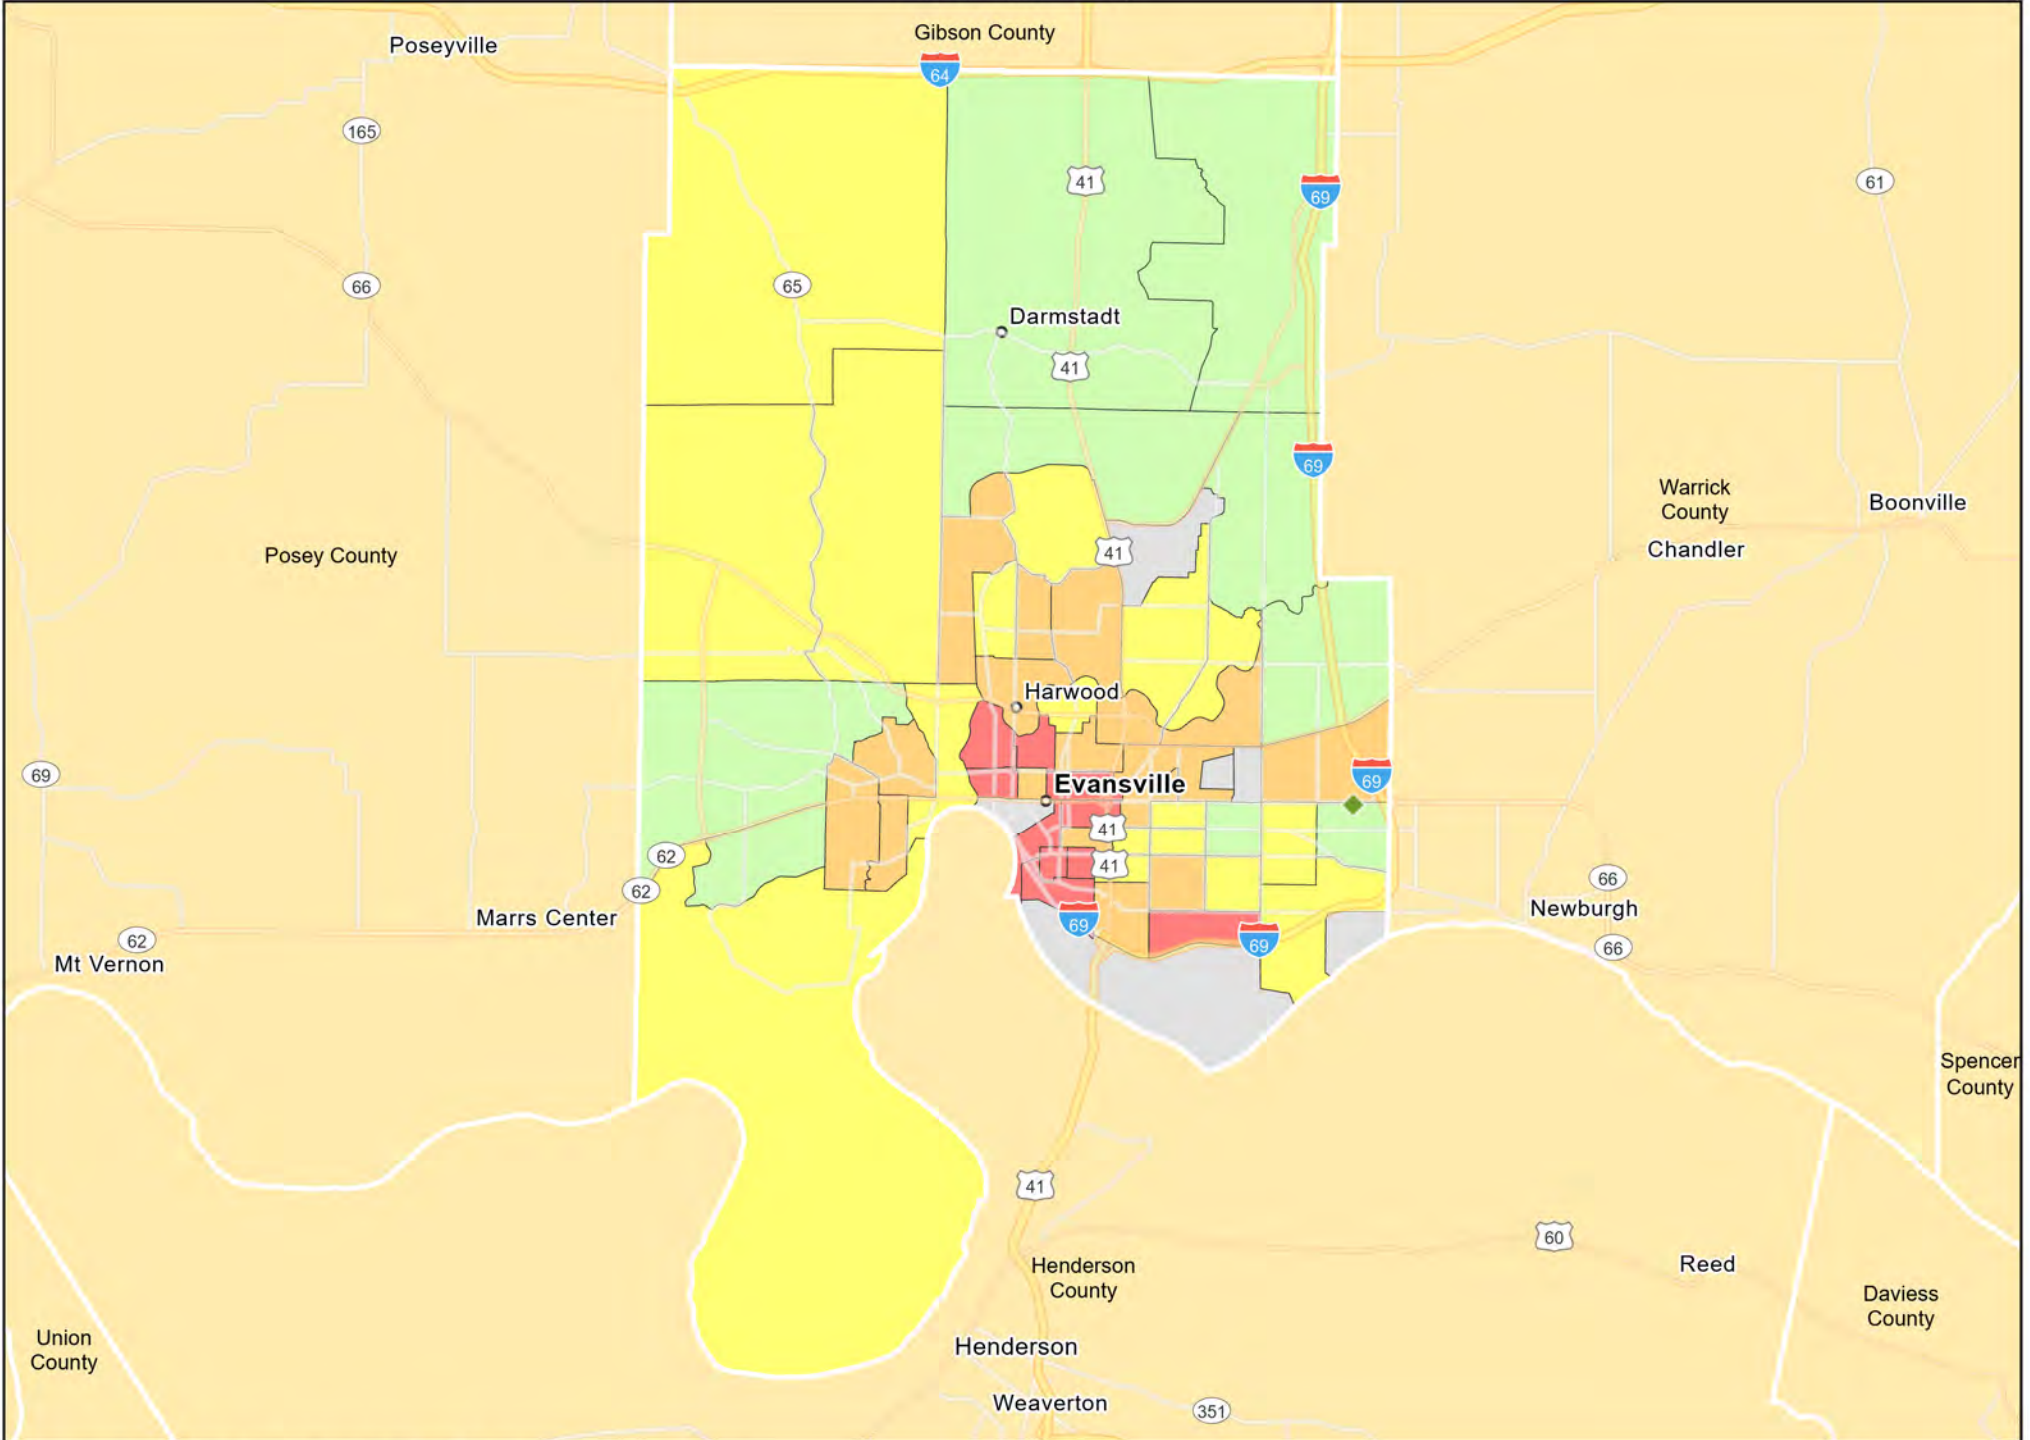 Gibson County
Poseyville
64
165
41
69
61
66
65
Darmstadt
41
69
Warrick
County
Boonville
41
Chandler
Posey County
Harwood
69
69
Evansville
41
62
41
62
66
Newburgh
Marrs Center
69
62
69
66
Mt Vernon
Spencer
County
41
60
Henderson
County
Reed
Daviess
County
Union
County
Henderson
Weaverton
351